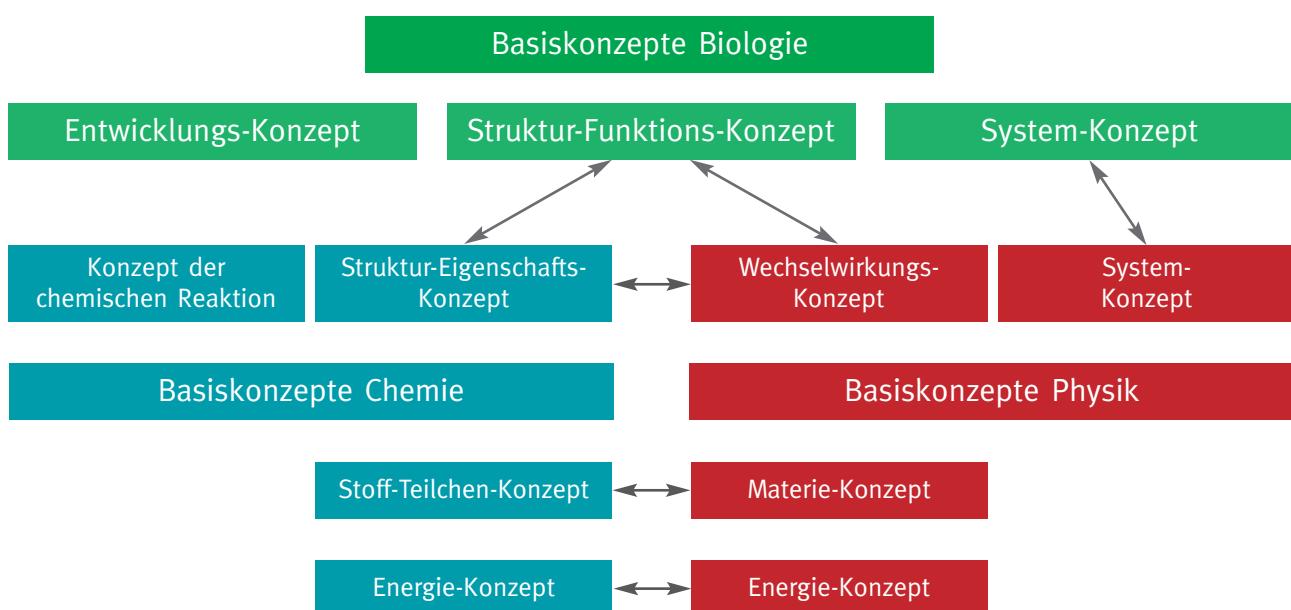 Basiskonzepte Biologie
Entwicklungs-Konzept
Struktur-Funktions-Konzept
System-Konzept
Konzept der
chemischen Reaktion
Struktur-Eigenschafts-
Konzept
Wechselwirkungs-
Konzept
System-
Konzept
Basiskonzepte Chemie
Basiskonzepte Physik
Stoff-Teilchen-Konzept
Materie-Konzept
Energie-Konzept
Energie-Konzept